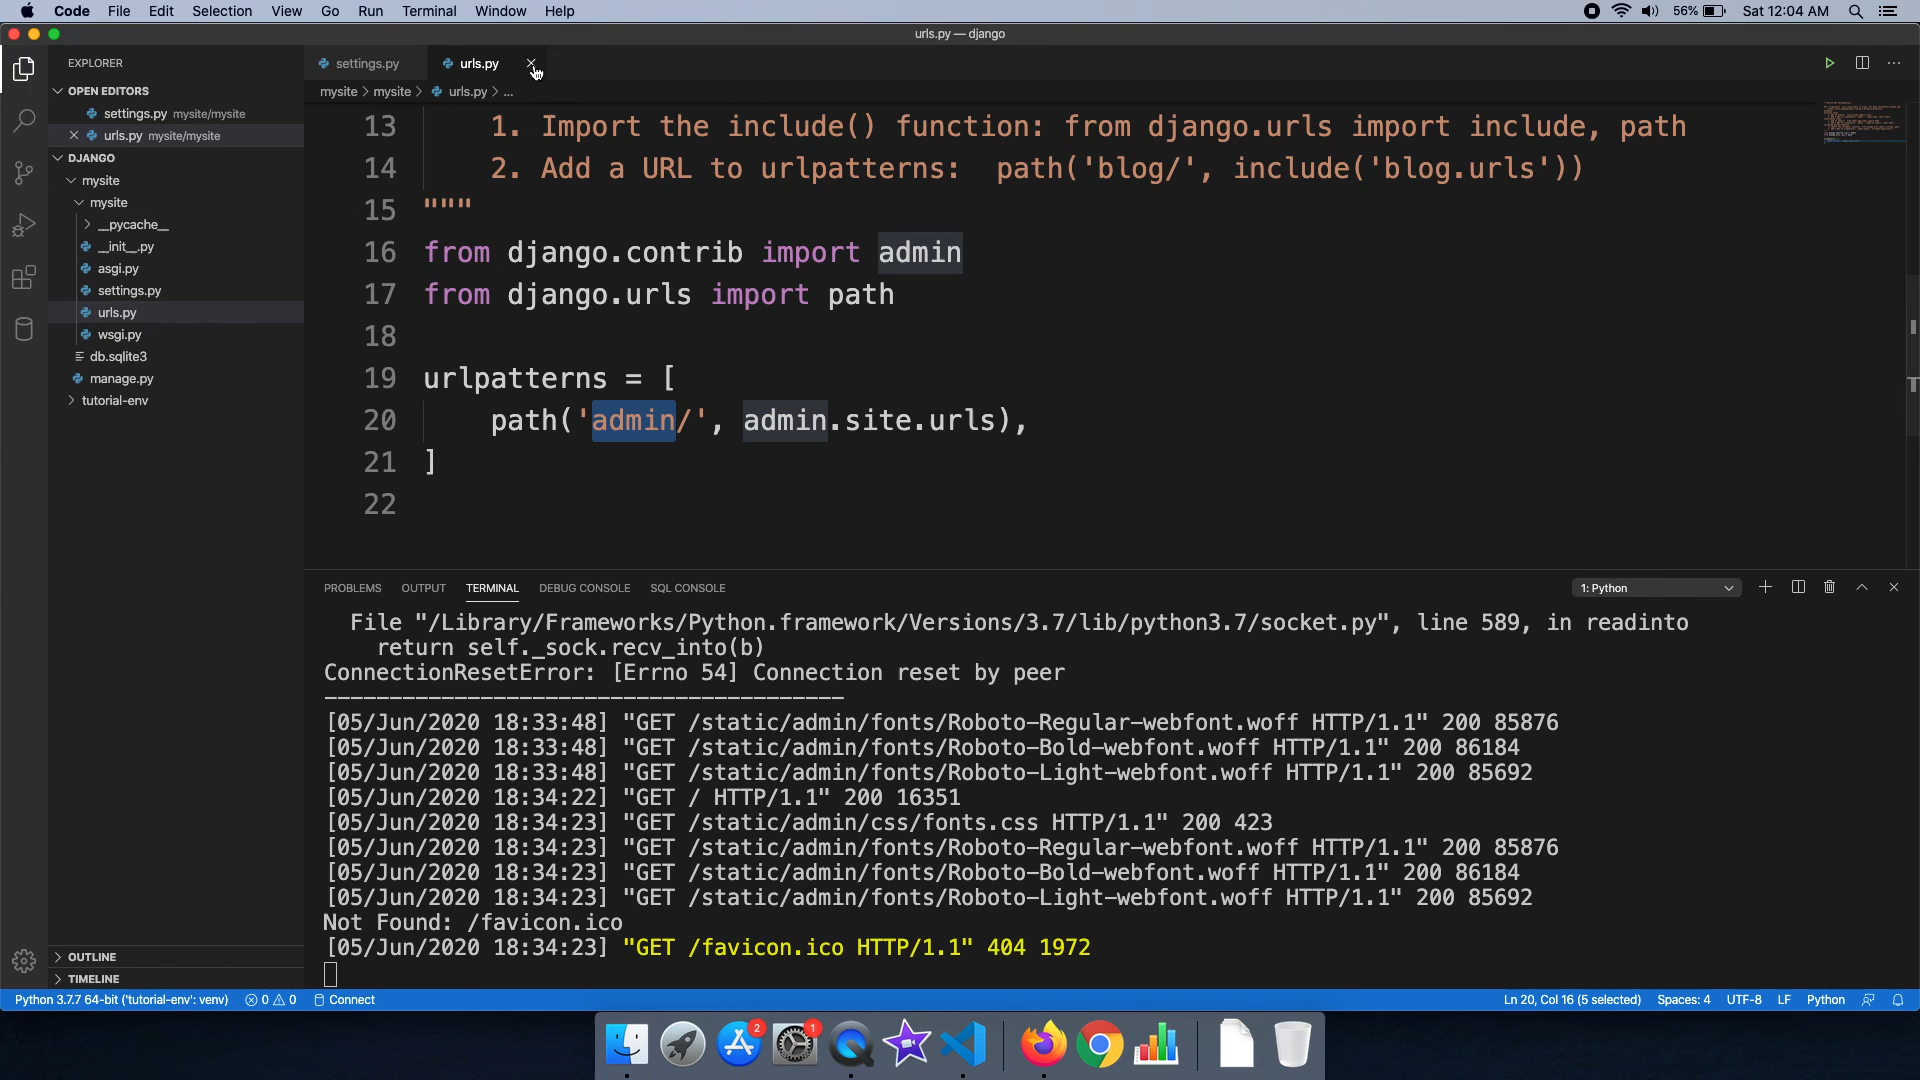 Code File Edit Selection View Go Run Terminal Window Help 56% Sat 12:04 AM
urls.py — django
EXPLORER
settings.py urls.py
OPEN EDITORS
mysite > mysite > urls.py > ...
settings.py mysite/mysite
urls.py mysite/mysite
DJANGO
mysite
mysite
__pycache__
__init__.py
asgi.py
settings.py
urls.py
wsgi.py
db.sqlite3
manage.py
tutorial-env
OUTLINE
TIMELINE
13 1. Import the include() function: from django.urls import include, path
14 2. Add a URL to urlpatterns:  path('blog/', include('blog.urls'))
15 """
16 from django.contrib import admin
17 from django.urls import path
18
19 urlpatterns = [
20 path('admin/', admin.site.urls),
21 ]
22
PROBLEMS OUTPUT TERMINAL DEBUG CONSOLE SQL CONSOLE 1: Python
File "/Library/Frameworks/Python.framework/Versions/3.7/lib/python3.7/socket.py", line 589, in readinto
return self._sock.recv_into(b)
ConnectionResetError: [Errno 54] Connection reset by peer
----------------------------------------
[05/Jun/2020 18:33:48] "GET /static/admin/fonts/Roboto-Regular-webfont.woff HTTP/1.1" 200 85876
[05/Jun/2020 18:33:48] "GET /static/admin/fonts/Roboto-Bold-webfont.woff HTTP/1.1" 200 86184
[05/Jun/2020 18:33:48] "GET /static/admin/fonts/Roboto-Light-webfont.woff HTTP/1.1" 200 85692
[05/Jun/2020 18:34:22] "GET / HTTP/1.1" 200 16351
[05/Jun/2020 18:34:23] "GET /static/admin/css/fonts.css HTTP/1.1" 200 423
[05/Jun/2020 18:34:23] "GET /static/admin/fonts/Roboto-Regular-webfont.woff HTTP/1.1" 200 85876
[05/Jun/2020 18:34:23] "GET /static/admin/fonts/Roboto-Bold-webfont.woff HTTP/1.1" 200 86184
[05/Jun/2020 18:34:23] "GET /static/admin/fonts/Roboto-Light-webfont.woff HTTP/1.1" 200 85692
Not Found: /favicon.ico
[05/Jun/2020 18:34:23] "GET /favicon.ico HTTP/1.1" 404 1972
Python 3.7.7 64-bit ('tutorial-env': venv) 0 0 Connect Ln 20, Col 16 (5 selected) Spaces: 4 UTF-8 LF Python
2 1